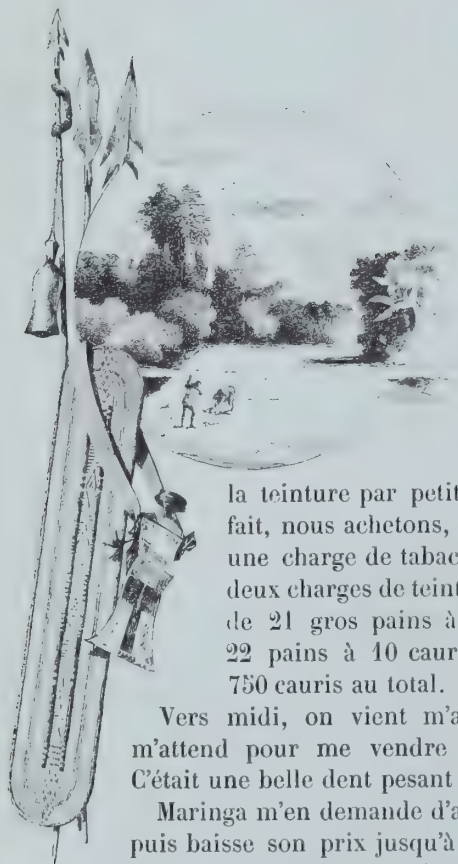 la teinture par petit
fait, nous achetons,
une charge de tabac
deux charges de teint
de 21 gros pains à
22 pains à 10 caur
750 cauris au total.
Vers midi, on vient m'a
m'attend pour me vendre
C'était une belle dent pesant
Maringa m'en demande d'a
puis baisse son prix jusqu'à